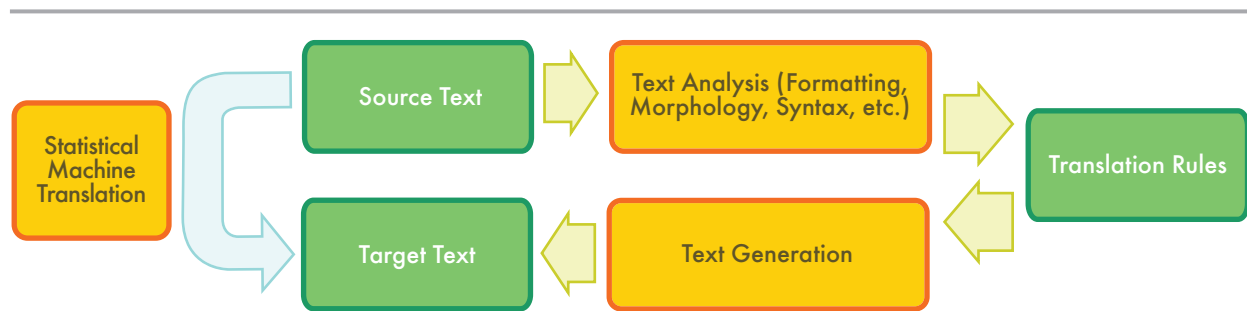 Statistical
Machine
Translation
Source Text
Text Analysis (Formatting,
Morphology, Syntax, etc.)
Translation Rules
Text Generation
Target Text